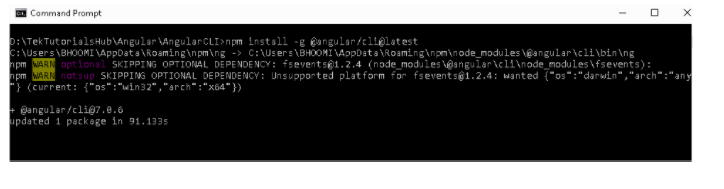 Command Prompt
D:\TekTutorialsHub\Angular\AngularCLI>npm install -g @angular/cli@latest
C:\Users\BHOOMI\AppData\Roaming\npm\ng -> C:\Users\BHOOMI\AppData\Roaming\npm\node_modules\@angular\cli\bin\ng
npm WARN optional SKIPPING OPTIONAL DEPENDENCY: fsevents@1.2.4 (node_modules\@angular\cli\node_modules\fsevents):
npm WARN notsup SKIPPING OPTIONAL DEPENDENCY: Unsupported platform for fsevents@1.2.4: wanted {"os":"darwin","arch":"any
"} (current: {"os":"win32","arch":"x64"})
+ @angular/cli@7.0.6
updated 1 package in 91.133s